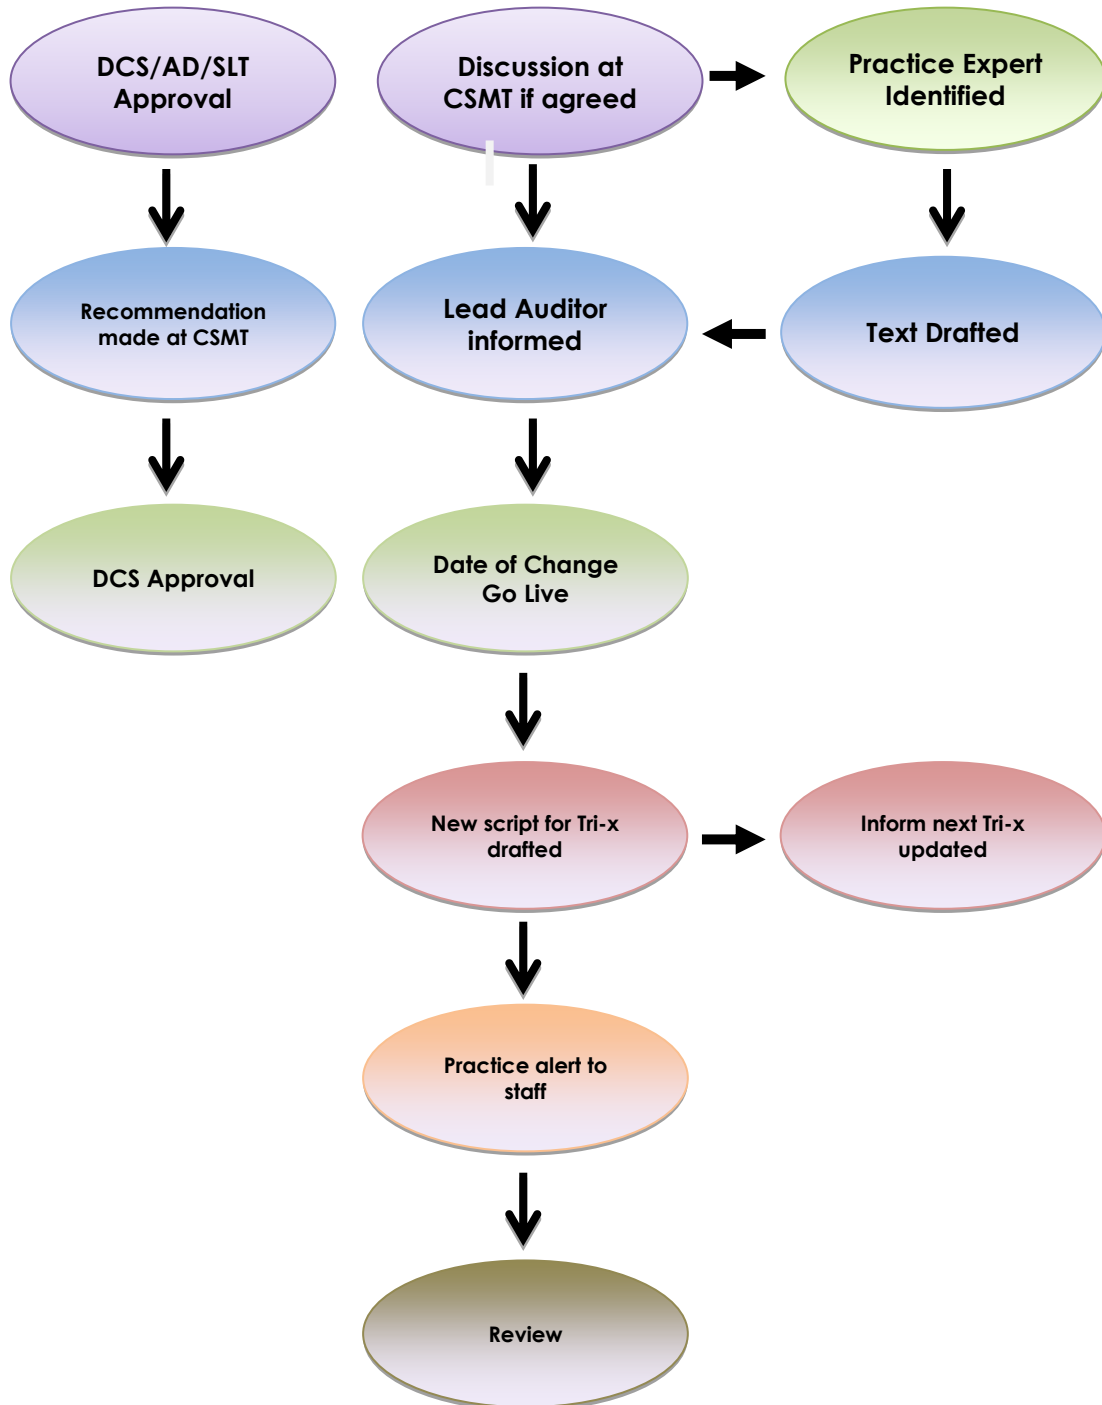 DCS/AD/SLT
Approval
Discussion at
CSMT if agreed
Practice Expert
Identified
Recommendation
made at CSMT
Lead Auditor
informed
Text Drafted
DCS Approval
Date of Change
Go Live
New script for Tri-x
drafted
Inform next Tri-x
updated
Practice alert to
staff
Review